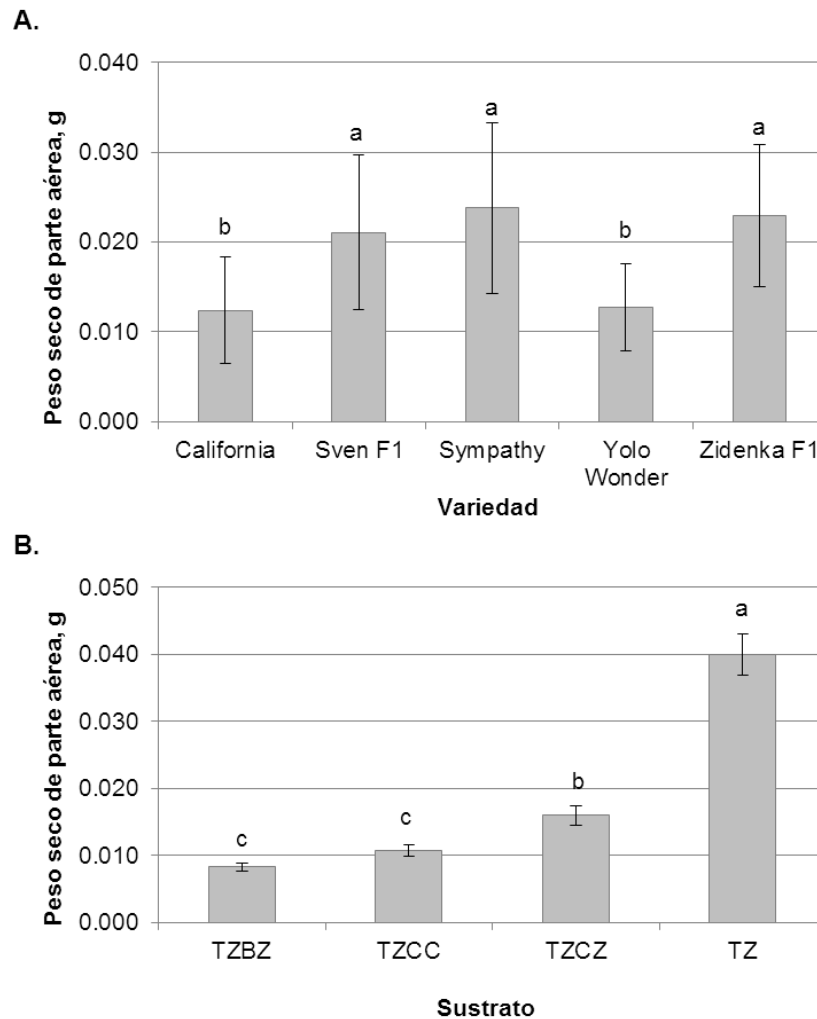 A.
Peso seco de parte aérea, g
0.040
0.030
0.020
0.010
0.000
b
a
a
b
a
California
Sven F1
Sympathy
Yolo
Wonder
Zidenka F1
Variedad
B.
Peso seco de parte aérea, g
0.050
0.040
0.030
0.020
0.010
0.000
c
c
b
a
TZBZ
TZCC
TZCZ
TZ
Sustrato